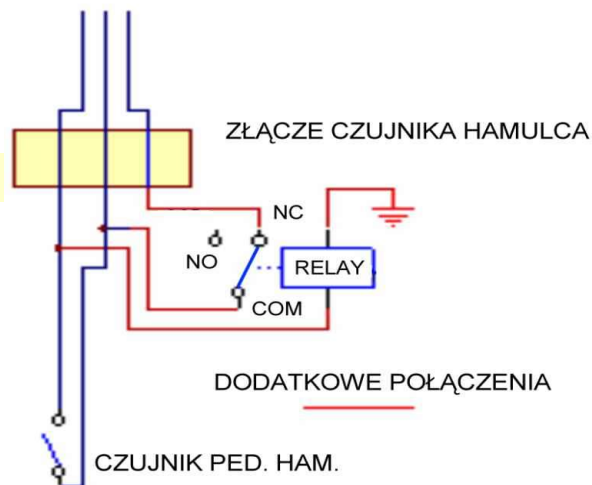 ZŁĄCZE CZUJNIKA HAMULCA
NC
NO
RELAY
COM
DODATKOWE POŁĄCZENIA
CZUJNIK PED. HAM.